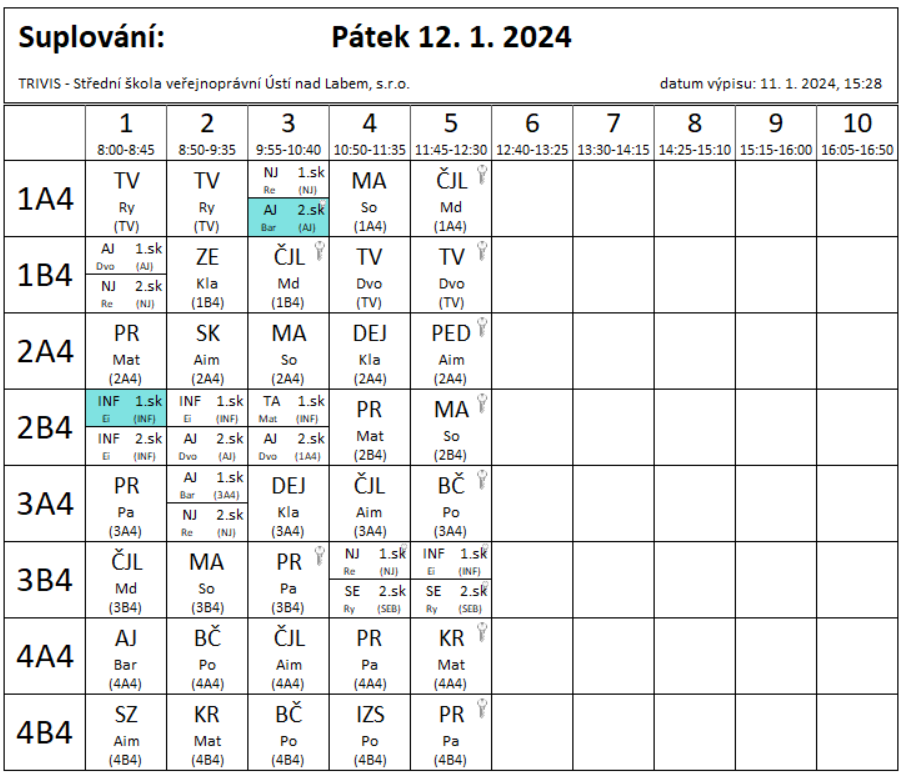 Suplování: Pátek 12. 1. 2024
TRIVIS - Střední škola veřejnoprávní Ústí nad Labem, s.r.o. datum výpisu: 11. 1. 2024, 15:28
1 2 3 4 5 6 7 8 9 10
8:00-8:45 8:50-9:35 9:55-10:40 10:50-11:35 11:45-12:30 12:40-13:25 13:30-14:15 14:25-15:10 15:15-16:00 16:05-16:50
1A4
TV
Ry
(TV)
TV
Ry
(TV)
NJ 1.sk
Re (NJ)
AJ 2.sk
Bar (AJ)
MA
So
(1A4)
ČJL
Md
(1A4)
1B4
AJ 1.sk
Dvo (AJ)
NJ 2.sk
Re (NJ)
ZE
Kla
(1B4)
ČJL
Md
(1B4)
TV
Dvo
(TV)
TV
Dvo
(TV)
2A4
PR
Mat
(2A4)
SK
Aim
(2A4)
MA
So
(2A4)
DEJ
Kla
(2A4)
PED
Aim
(2A4)
2B4
INF 1.sk
Ei (INF)
INF 2.sk
Ei (INF)
INF 1.sk
Ei (INF)
AJ 2.sk
Dvo (AJ)
TA 1.sk
Mat (INF)
AJ 2.sk
Dvo (1A4)
PR
Mat
(2B4)
MA
So
(2B4)
3A4
PR
Pa
(3A4)
AJ 1.sk
Bar (3A4)
NJ 2.sk
Re (NJ)
DEJ
Kla
(3A4)
ČJL
Aim
(3A4)
BČ
Po
(3A4)
3B4
ČJL
Md
(3B4)
MA
So
(3B4)
PR
Pa
(3B4)
NJ 1.sk
Re (NJ)
SE 2.sk
Ry (SEB)
INF 1.sk
Ei (INF)
SE 2.sk
Ry (SEB)
4A4
AJ
Bar
(4A4)
BČ
Po
(4A4)
ČJL
Aim
(4A4)
PR
Pa
(4A4)
KR
Mat
(4A4)
4B4
SZ
Aim
(4B4)
KR
Mat
(4B4)
BČ
Po
(4B4)
IZS
Po
(4B4)
PR
Pa
(4B4)